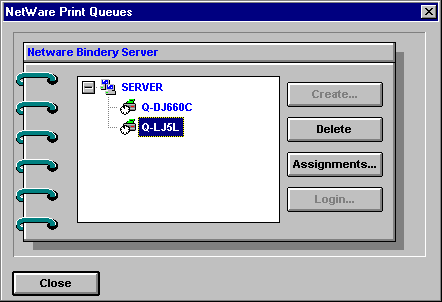 NetWare Print Queues
Netware Bindery Server
SERVER
Q-DJ660C
Q-LJ5L
Create...
Delete
Assignments...
Login...
Close